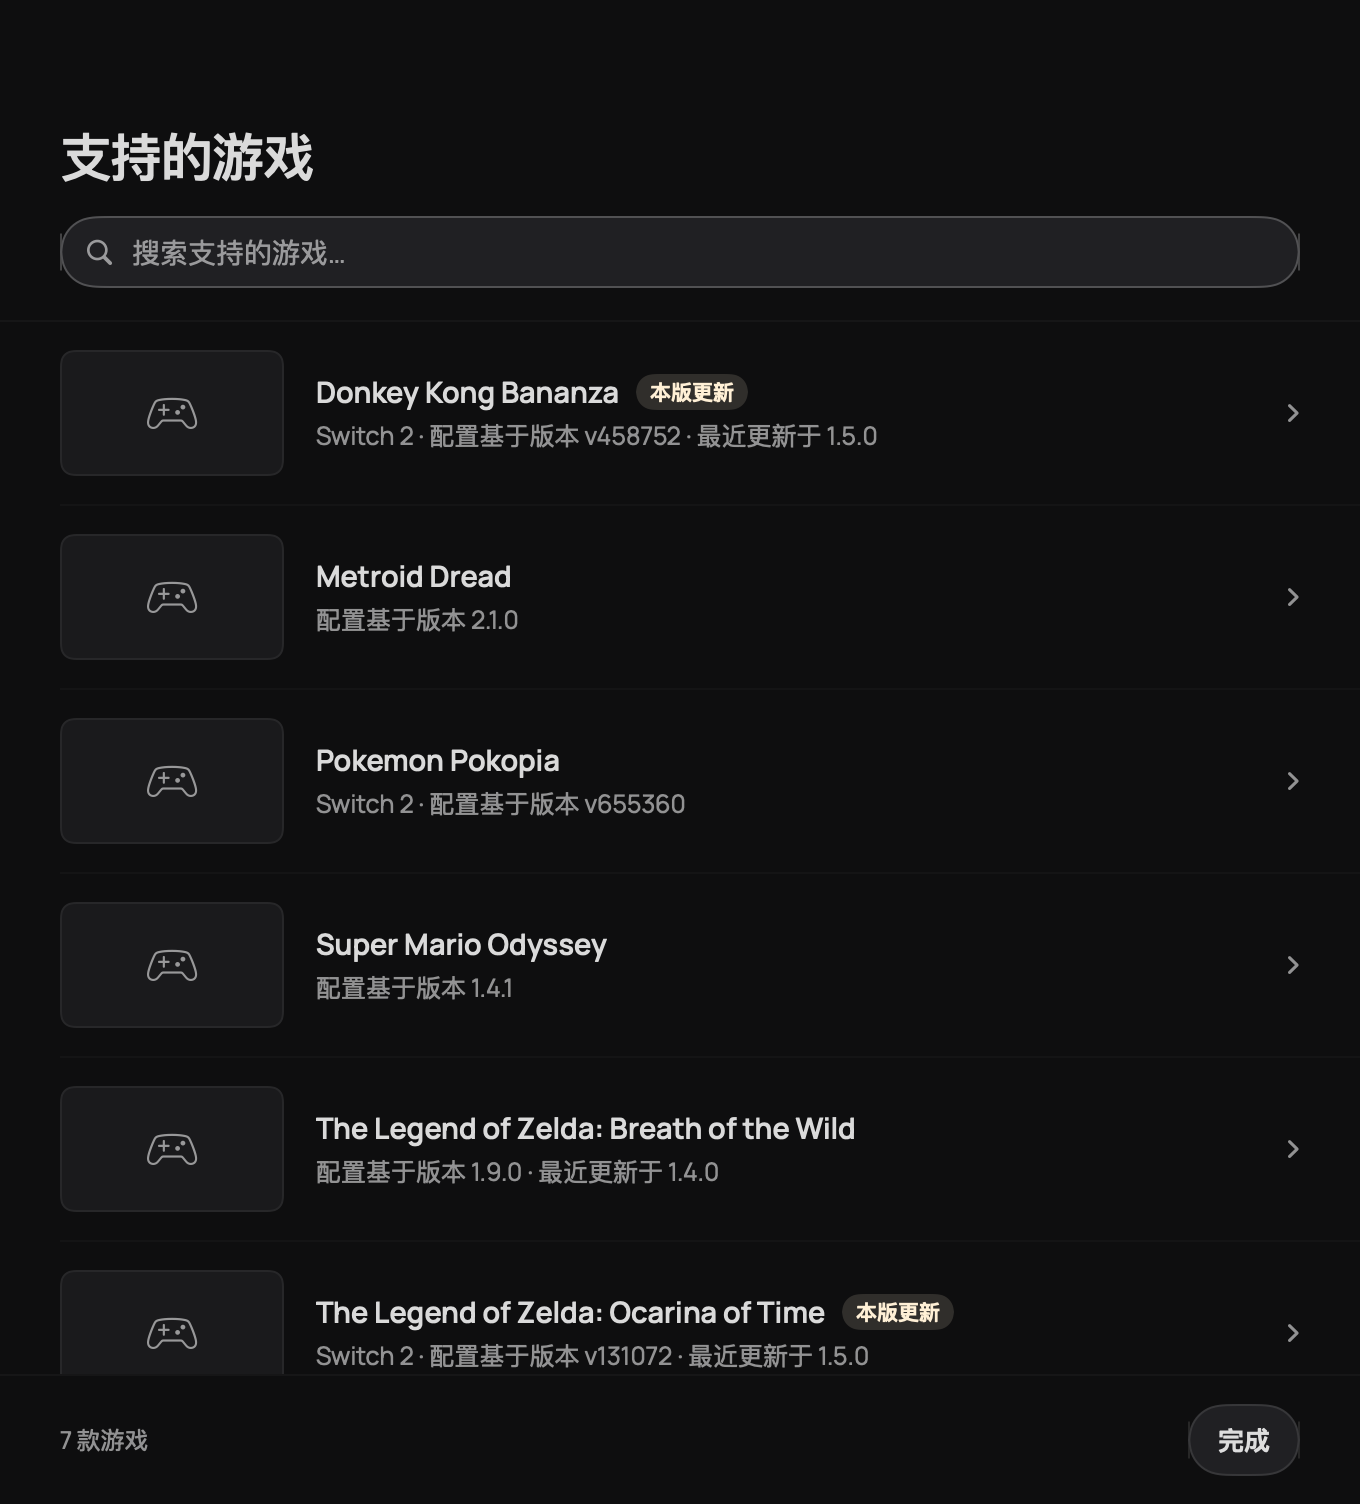 支持的游戏
搜索支持的游戏...
Donkey Kong Bananza 本版更新
Switch 2 · 配置基于版本 v458752 · 最近更新于 1.5.0
Metroid Dread
配置基于版本 2.1.0
Pokemon Pokopia
Switch 2 · 配置基于版本 v655360
Super Mario Odyssey
配置基于版本 1.4.1
The Legend of Zelda: Breath of the Wild
配置基于版本 1.9.0 · 最近更新于 1.4.0
The Legend of Zelda: Ocarina of Time 本版更新
Switch 2 · 配置基于版本 v131072 · 最近更新于 1.5.0
7 款游戏
完成